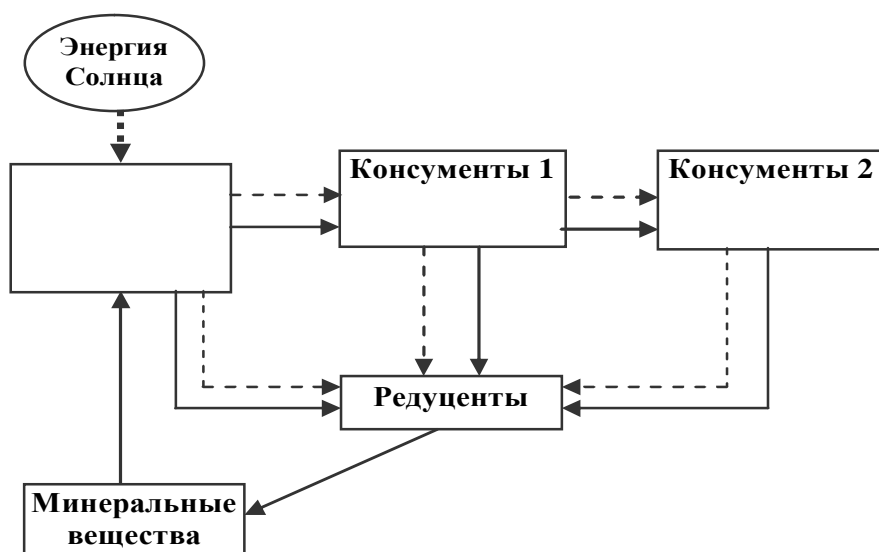 Энергия
Солнца
Консументы 1
Консументы 2
Редуценты
Минеральные
вещества